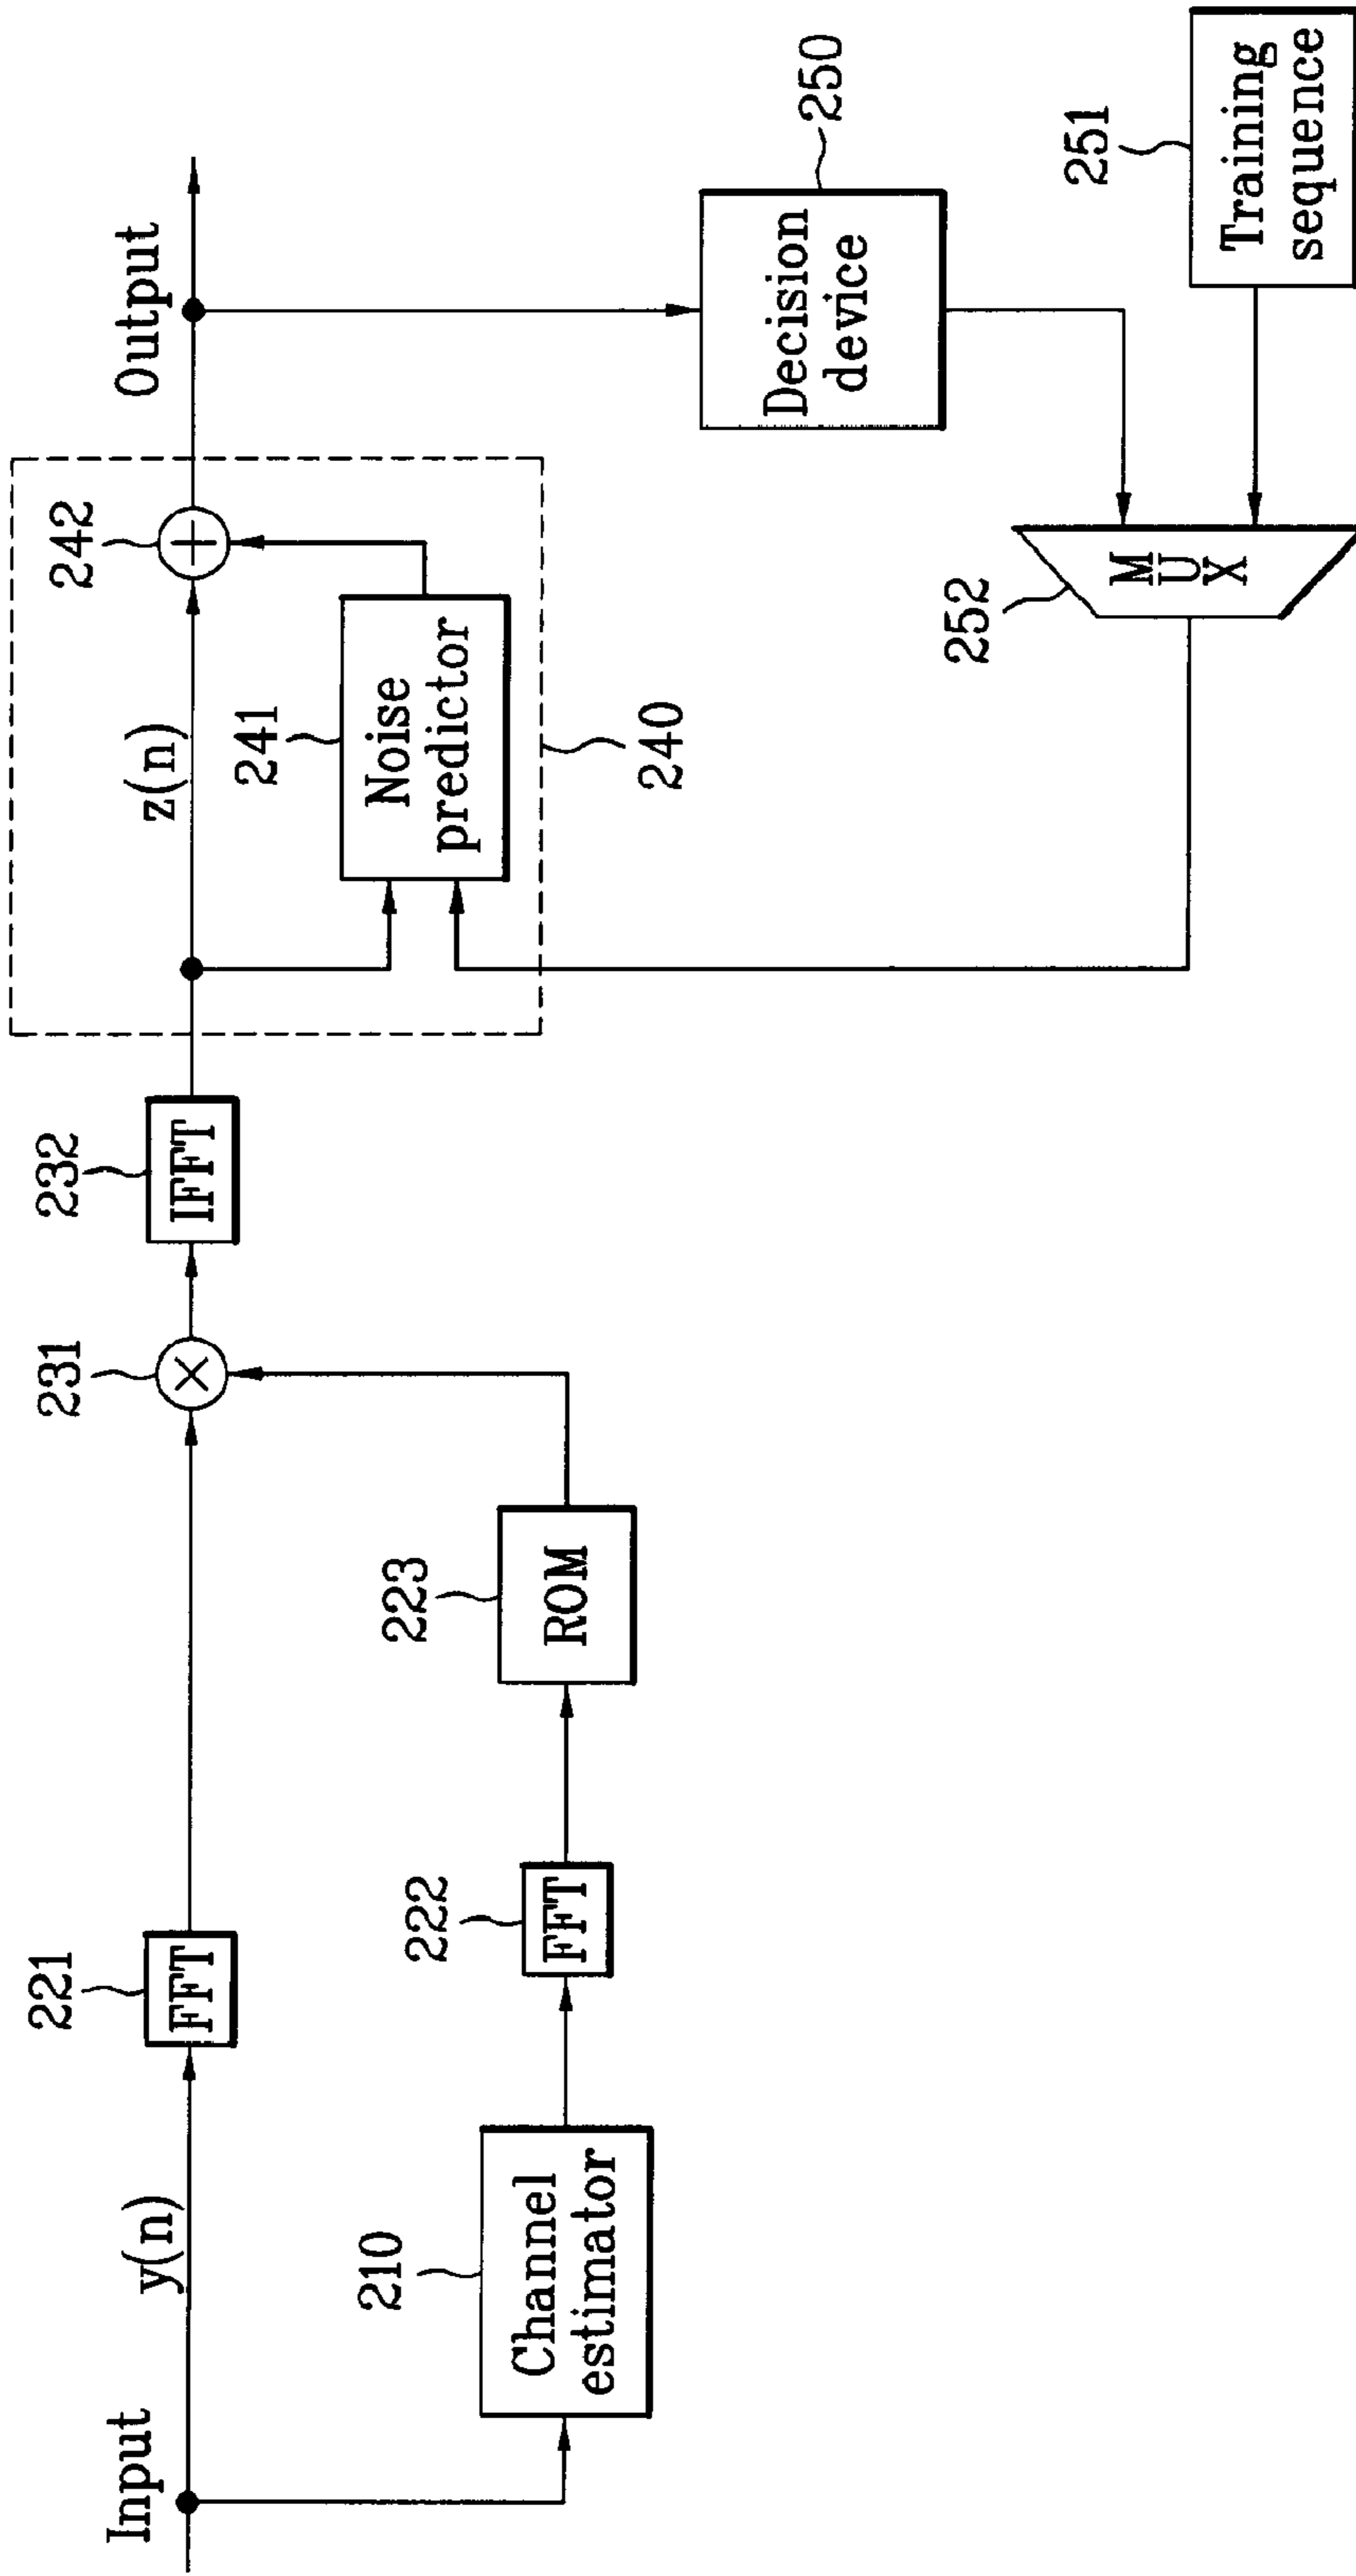 Input
y(n)
221
FFT
231
232
IFFT
z(n)
242
Output
210
Channel
estimator
222
FFT
223
ROM
241
Noise
predictor
240
Decision
device
250
252
MUX
251
Training
sequence